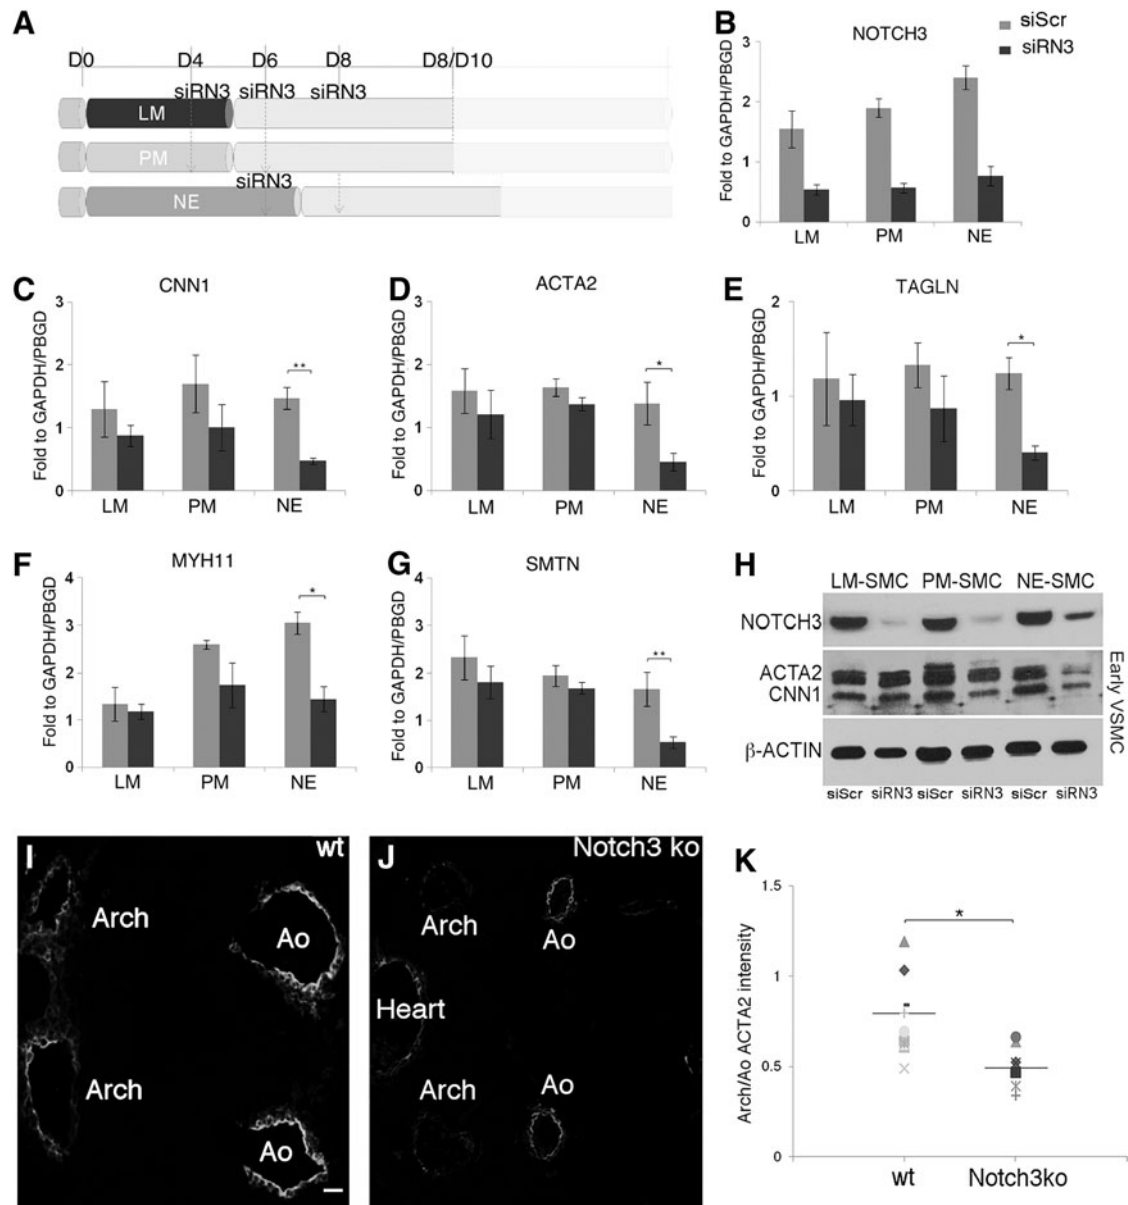 A
D0 D4 D6 D8 D8/D10
siRN3 siRN3 siRN3
LM
PM
siRN3
NE
B
NOTCH3
siScr
siRN3
Fold to GAPDH/PBGD
3
2
1
0
LM PM NE
C
CNN1
Fold to GAPDH/PBGD
3
2
1
0
**
LM PM NE
D
ACTA2
Fold to GAPDH/PBGD
3
2
1
0
*
LM PM NE
E
TAGLN
Fold to GAPDH/PBGD
2
1
0
*
LM PM NE
F
MYH11
Fold to GAPDH/PBGD
4
3
2
1
0
*
LM PM NE
G
SMTN
Fold to GAPDH/PBGD
4
3
2
1
0
**
LM PM NE
H
LM-SMC PM-SMC NE-SMC
NOTCH3
ACTA2
CNN1
β-ACTIN
Early VSMC
siScr siRN3 siScr siRN3 siScr siRN3
I
wt
Arch
Ao
Arch
Ao
J
Notch3 ko
Arch
Ao
Heart
Arch
Ao
K
Arch/Ao ACTA2 intensity
1.5
1
0.5
0
*
wt Notch3ko